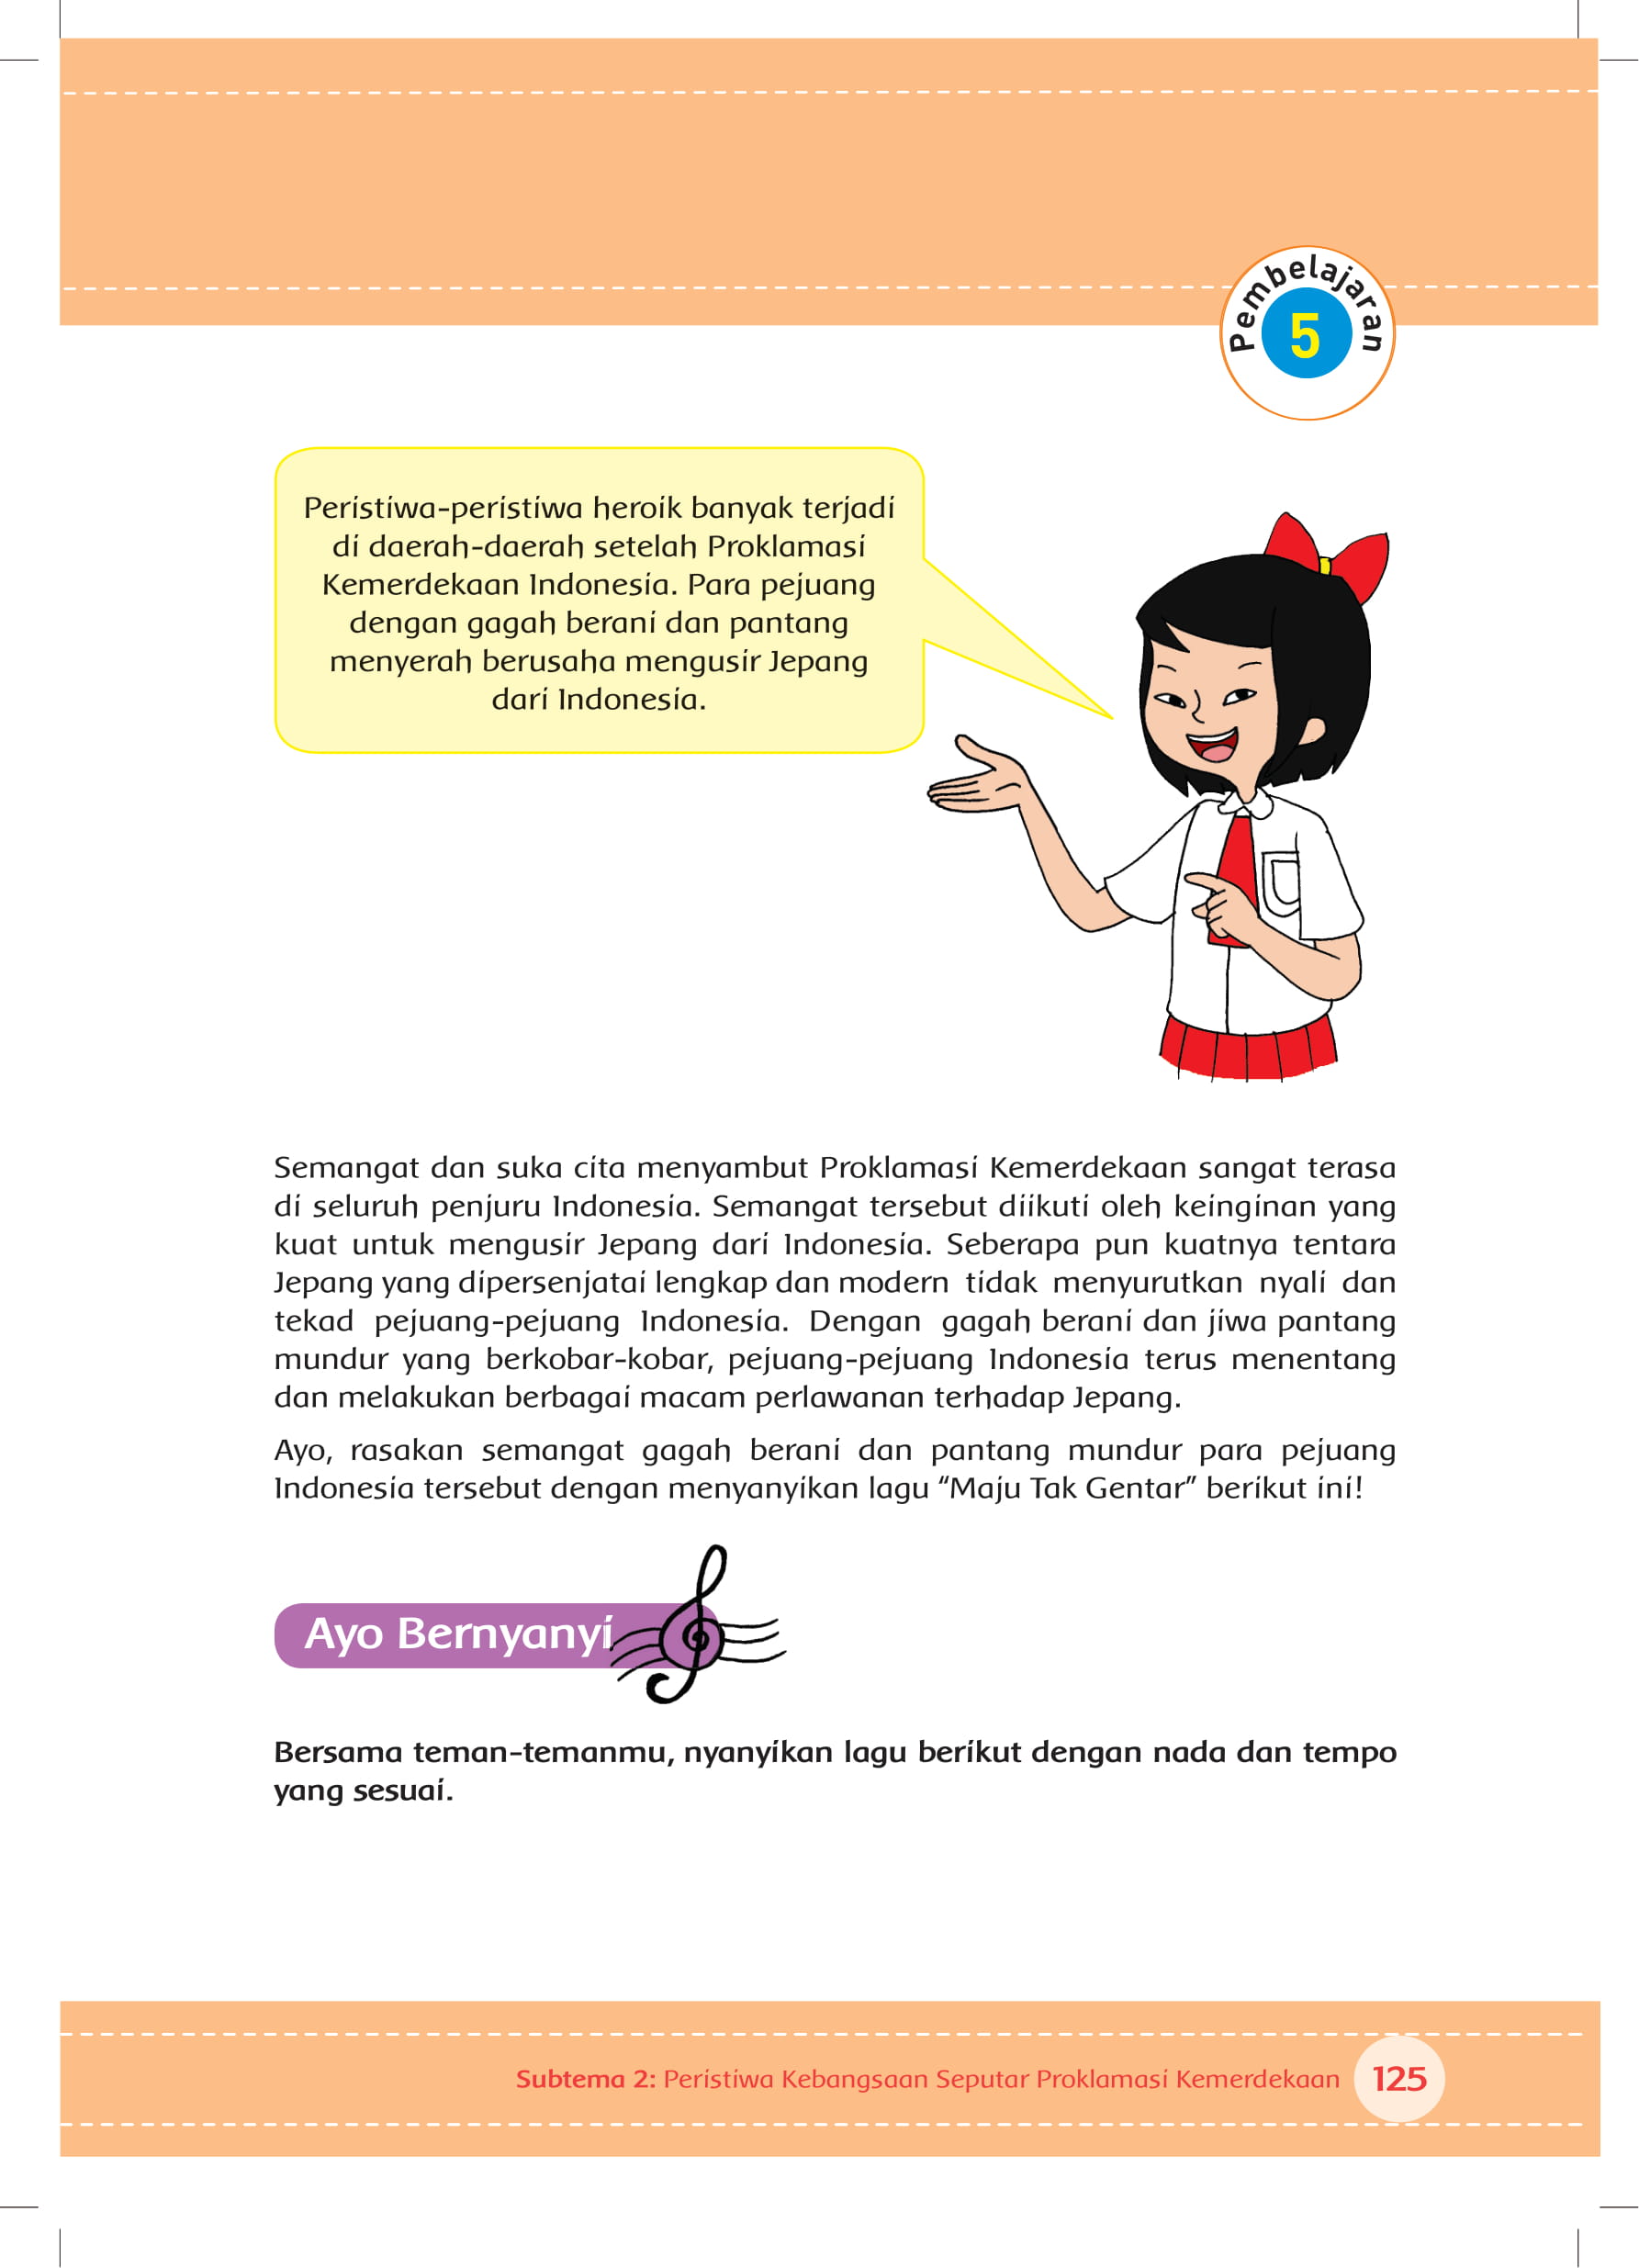 Pembelajaran
5
Peristiwa-peristiwa heroik banyak terjadi
di daerah-daerah setelah Proklamasi
Kemerdekaan Indonesia. Para pejuang
dengan gagah berani dan pantang
menyerah berusaha mengusir Jepang
dari Indonesia.
Semangat dan suka cita menyambut Proklamasi Kemerdekaan sangat terasa
di seluruh penjuru Indonesia. Semangat tersebut diikuti oleh keinginan yang
kuat untuk mengusir Jepang dari Indonesia. Seberapa pun kuatnya tentara
Jepang yang dipersenjatai lengkap dan modern tidak menyurutkan nyali dan
tekad pejuang-pejuang Indonesia. Dengan gagah berani dan jiwa pantang
mundur yang berkobar-kobar, pejuang-pejuang Indonesia terus menentang
dan melakukan berbagai macam perlawanan terhadap Jepang.
Ayo, rasakan semangat gagah berani dan pantang mundur para pejuang
Indonesia tersebut dengan menyanyikan lagu “Maju Tak Gentar” berikut ini!
Ayo Bernyanyi
Bersama teman-temanmu, nyanyikan lagu berikut dengan nada dan tempo
yang sesuai.
Subtema 2: Peristiwa Kebangsaan Seputar Proklamasi Kemerdekaan 125